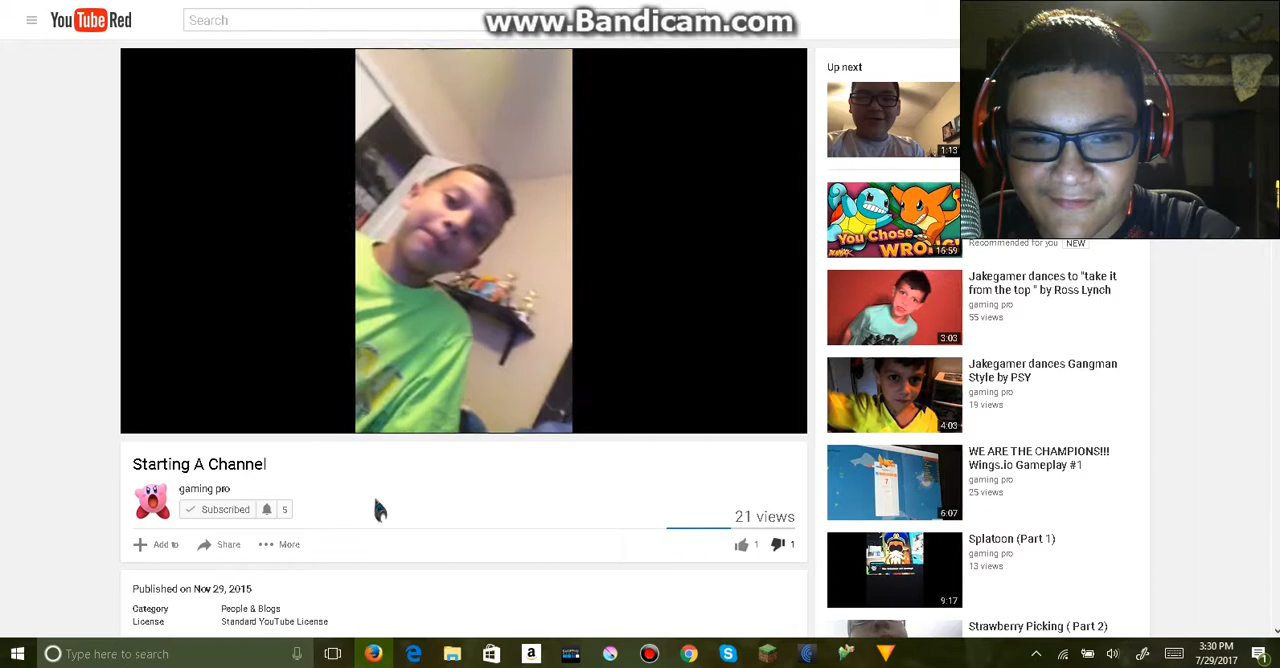 YouTube Red
Search
www.Bandicam.com
Up next
1:13
You Chose
WRONG!
16:59
Recommended for you NEW
Jakegamer dances to "take it
from the top " by Ross Lynch
gaming pro
55 views
3:03
Jakegamer dances Gangman
Style by PSY
gaming pro
19 views
4:03
WE ARE THE CHAMPIONS!!!
Wings.io Gameplay #1
gaming pro
25 views
7
6:07
Splatoon (Part 1)
gaming pro
13 views
9:17
Strawberry Picking ( Part 2)
Starting A Channel
gaming pro
Subscribed 5
21 views
Add to Share More
1 1
Published on Nov 29, 2015
Category People & Blogs
License Standard YouTube License
Type here to search
3:30 PM
7/29/2017